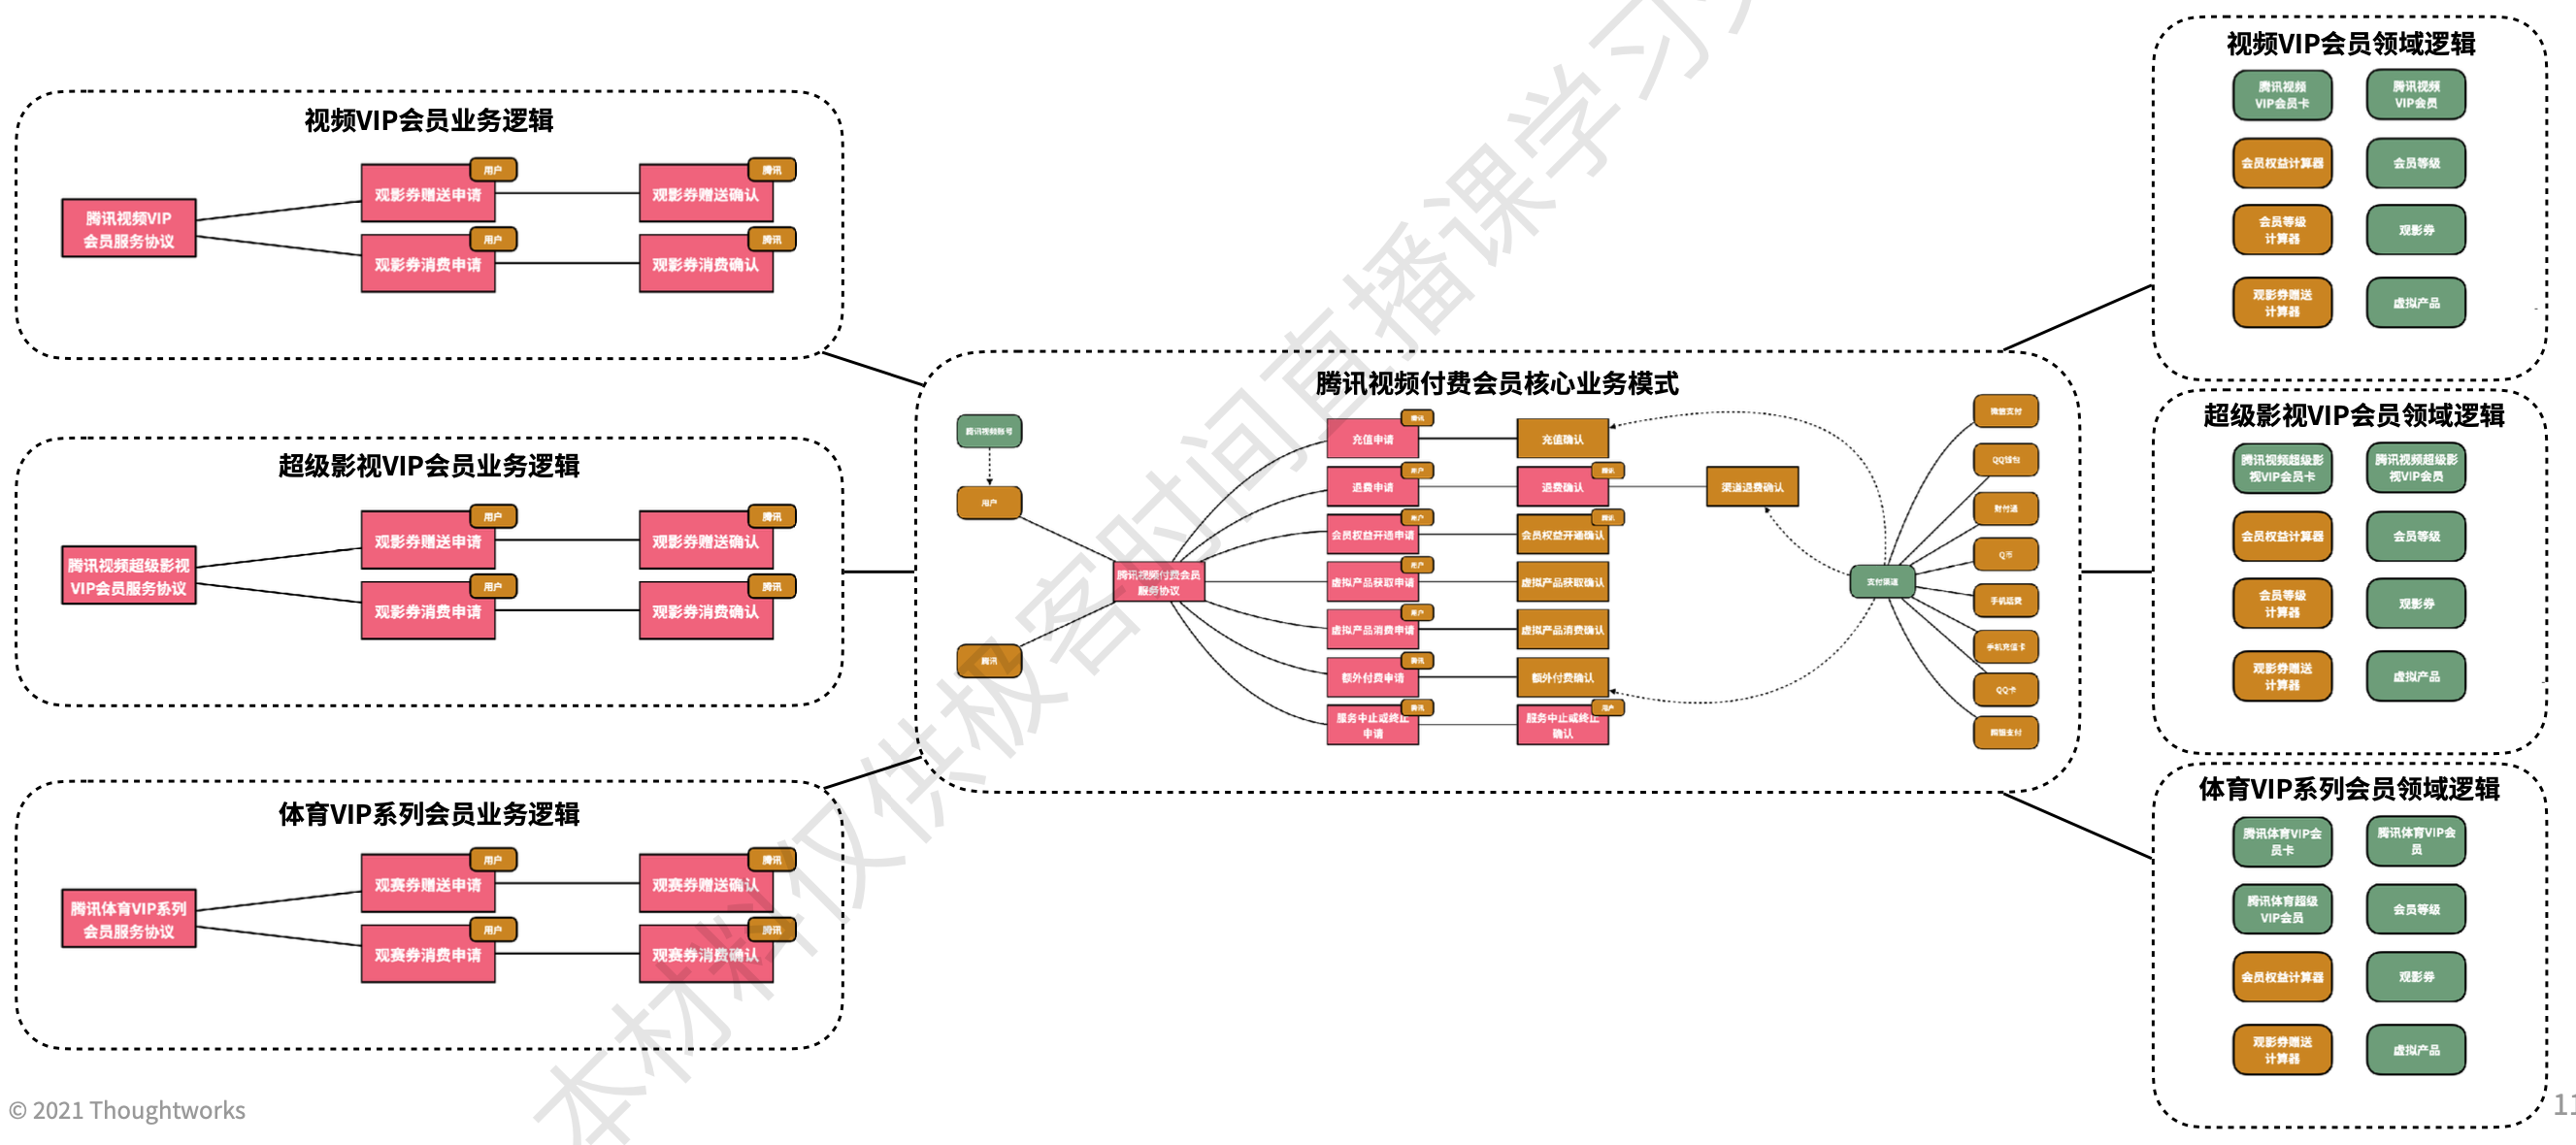 视频VIP会员业务逻辑
腾讯视频VIP
会员服务协议
用户
观影券赠送申请
腾讯
观影券赠送确认
用户
观影券消费申请
腾讯
观影券消费确认
超级影视VIP会员业务逻辑
腾讯视频超级影视
VIP会员服务协议
用户
观影券赠送申请
腾讯
观影券赠送确认
用户
观影券消费申请
腾讯
观影券消费确认
体育VIP系列会员业务逻辑
腾讯体育VIP系列
会员服务协议
用户
观赛券赠送申请
腾讯
观赛券赠送确认
用户
观赛券消费申请
腾讯
观赛券消费确认
腾讯视频付费会员核心业务模式
腾讯视频账号
用户
腾讯
腾讯视频付费会员
服务协议
腾讯
充值申请
充值确认
用户
退费申请
腾讯
退费确认
渠道退费确认
用户
会员权益开通申请
腾讯
会员权益开通确认
用户
虚拟产品获取申请
虚拟产品获取确认
用户
虚拟产品消费申请
虚拟产品消费确认
腾讯
额外付费申请
额外付费确认
腾讯
服务中止或终止
申请
用户
服务中止或终止
确认
支付渠道
微信支付
QQ钱包
财付通
Q币
手机话费
手机充值卡
QQ卡
网银支付
视频VIP会员领域逻辑
腾讯视频
VIP会员卡
腾讯视频
VIP会员
会员权益计算器
会员等级
会员等级
计算器
观影券
观影券赠送
计算器
虚拟产品
超级影视VIP会员领域逻辑
腾讯视频超级影
视VIP会员卡
腾讯视频超级影
视VIP会员
会员权益计算器
会员等级
会员等级
计算器
观影券
观影券赠送
计算器
虚拟产品
体育VIP系列会员领域逻辑
腾讯体育VIP会
员卡
腾讯体育VIP会
员
腾讯体育超级
VIP会员
会员等级
会员权益计算器
观影券
观影券赠送
计算器
虚拟产品
本材料仅供极客时间直播课学习
© 2021 Thoughtworks
11